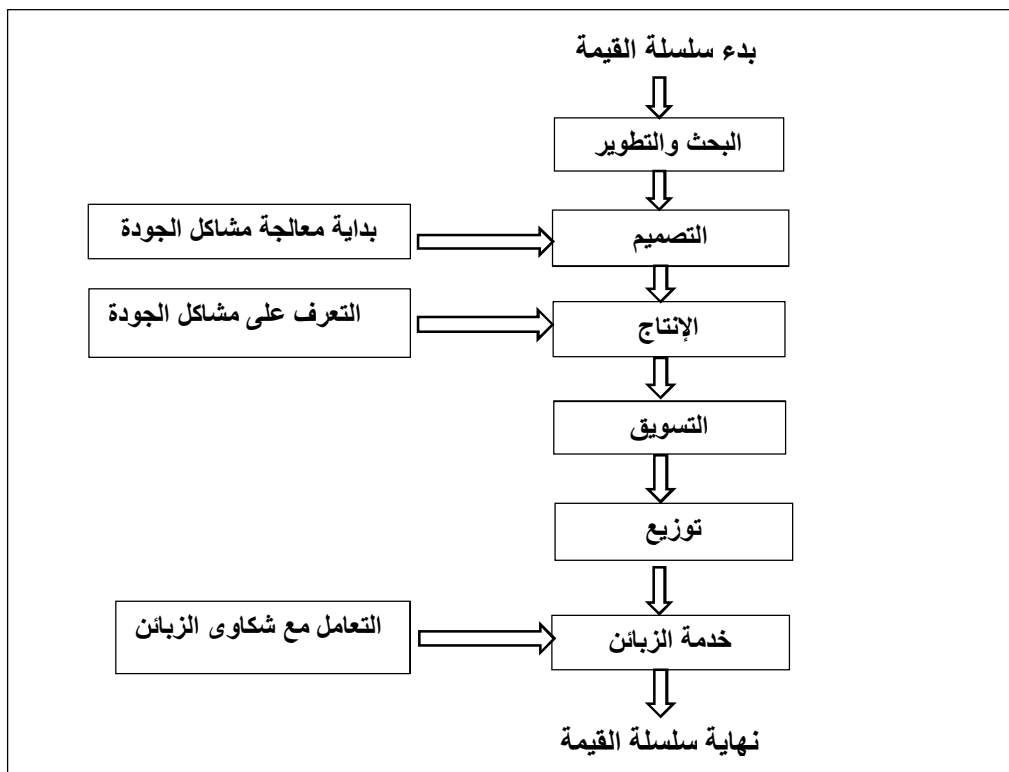 بدء سلسلة القيمة
البحث والتطوير
بداية معالجة مشاكل الجودة
التصميم
التعرف على مشاكل الجودة
الإنتاج
التسويق
توزيع
التعامل مع شكاوى الزبائن
خدمة الزبائن
نهاية سلسلة القيمة